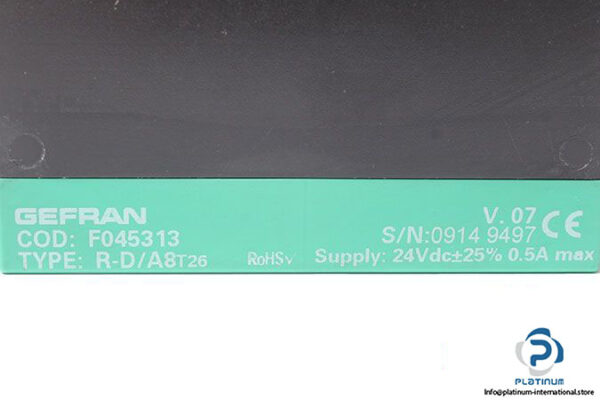 GEFRAN
COD: F045313
TYPE: R-D/A8T26
RoHS√
V. 07
CE
S/N:0914 9497
Supply: 24Vdc±25% 0.5A max
PLATINUM
Info@platinum-international.store